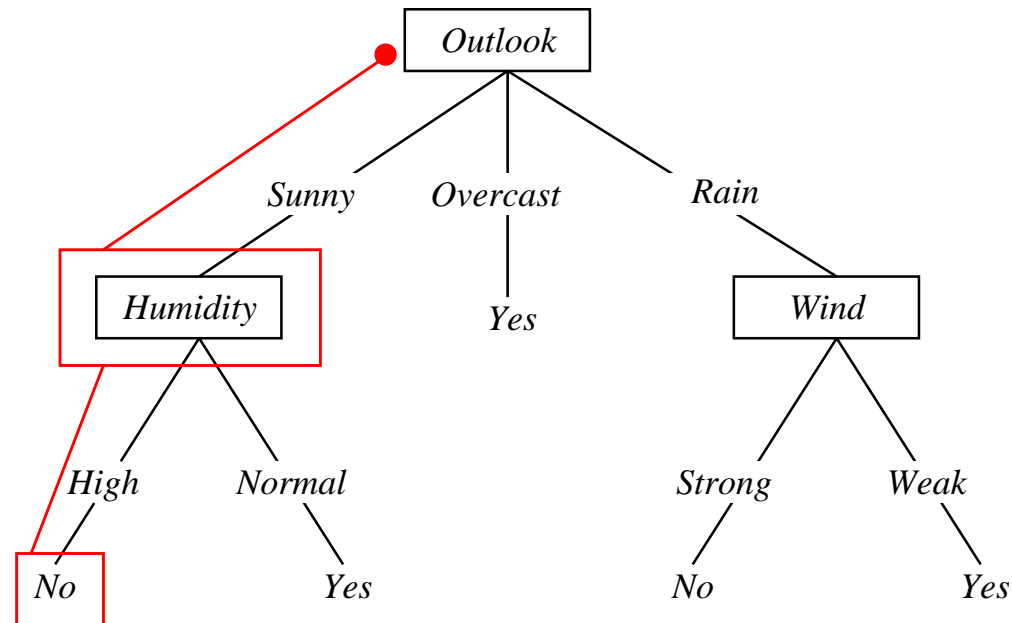 Outlook
Sunny Overcast Rain
Humidity Yes Wind
High Normal Strong Weak
No Yes No Yes